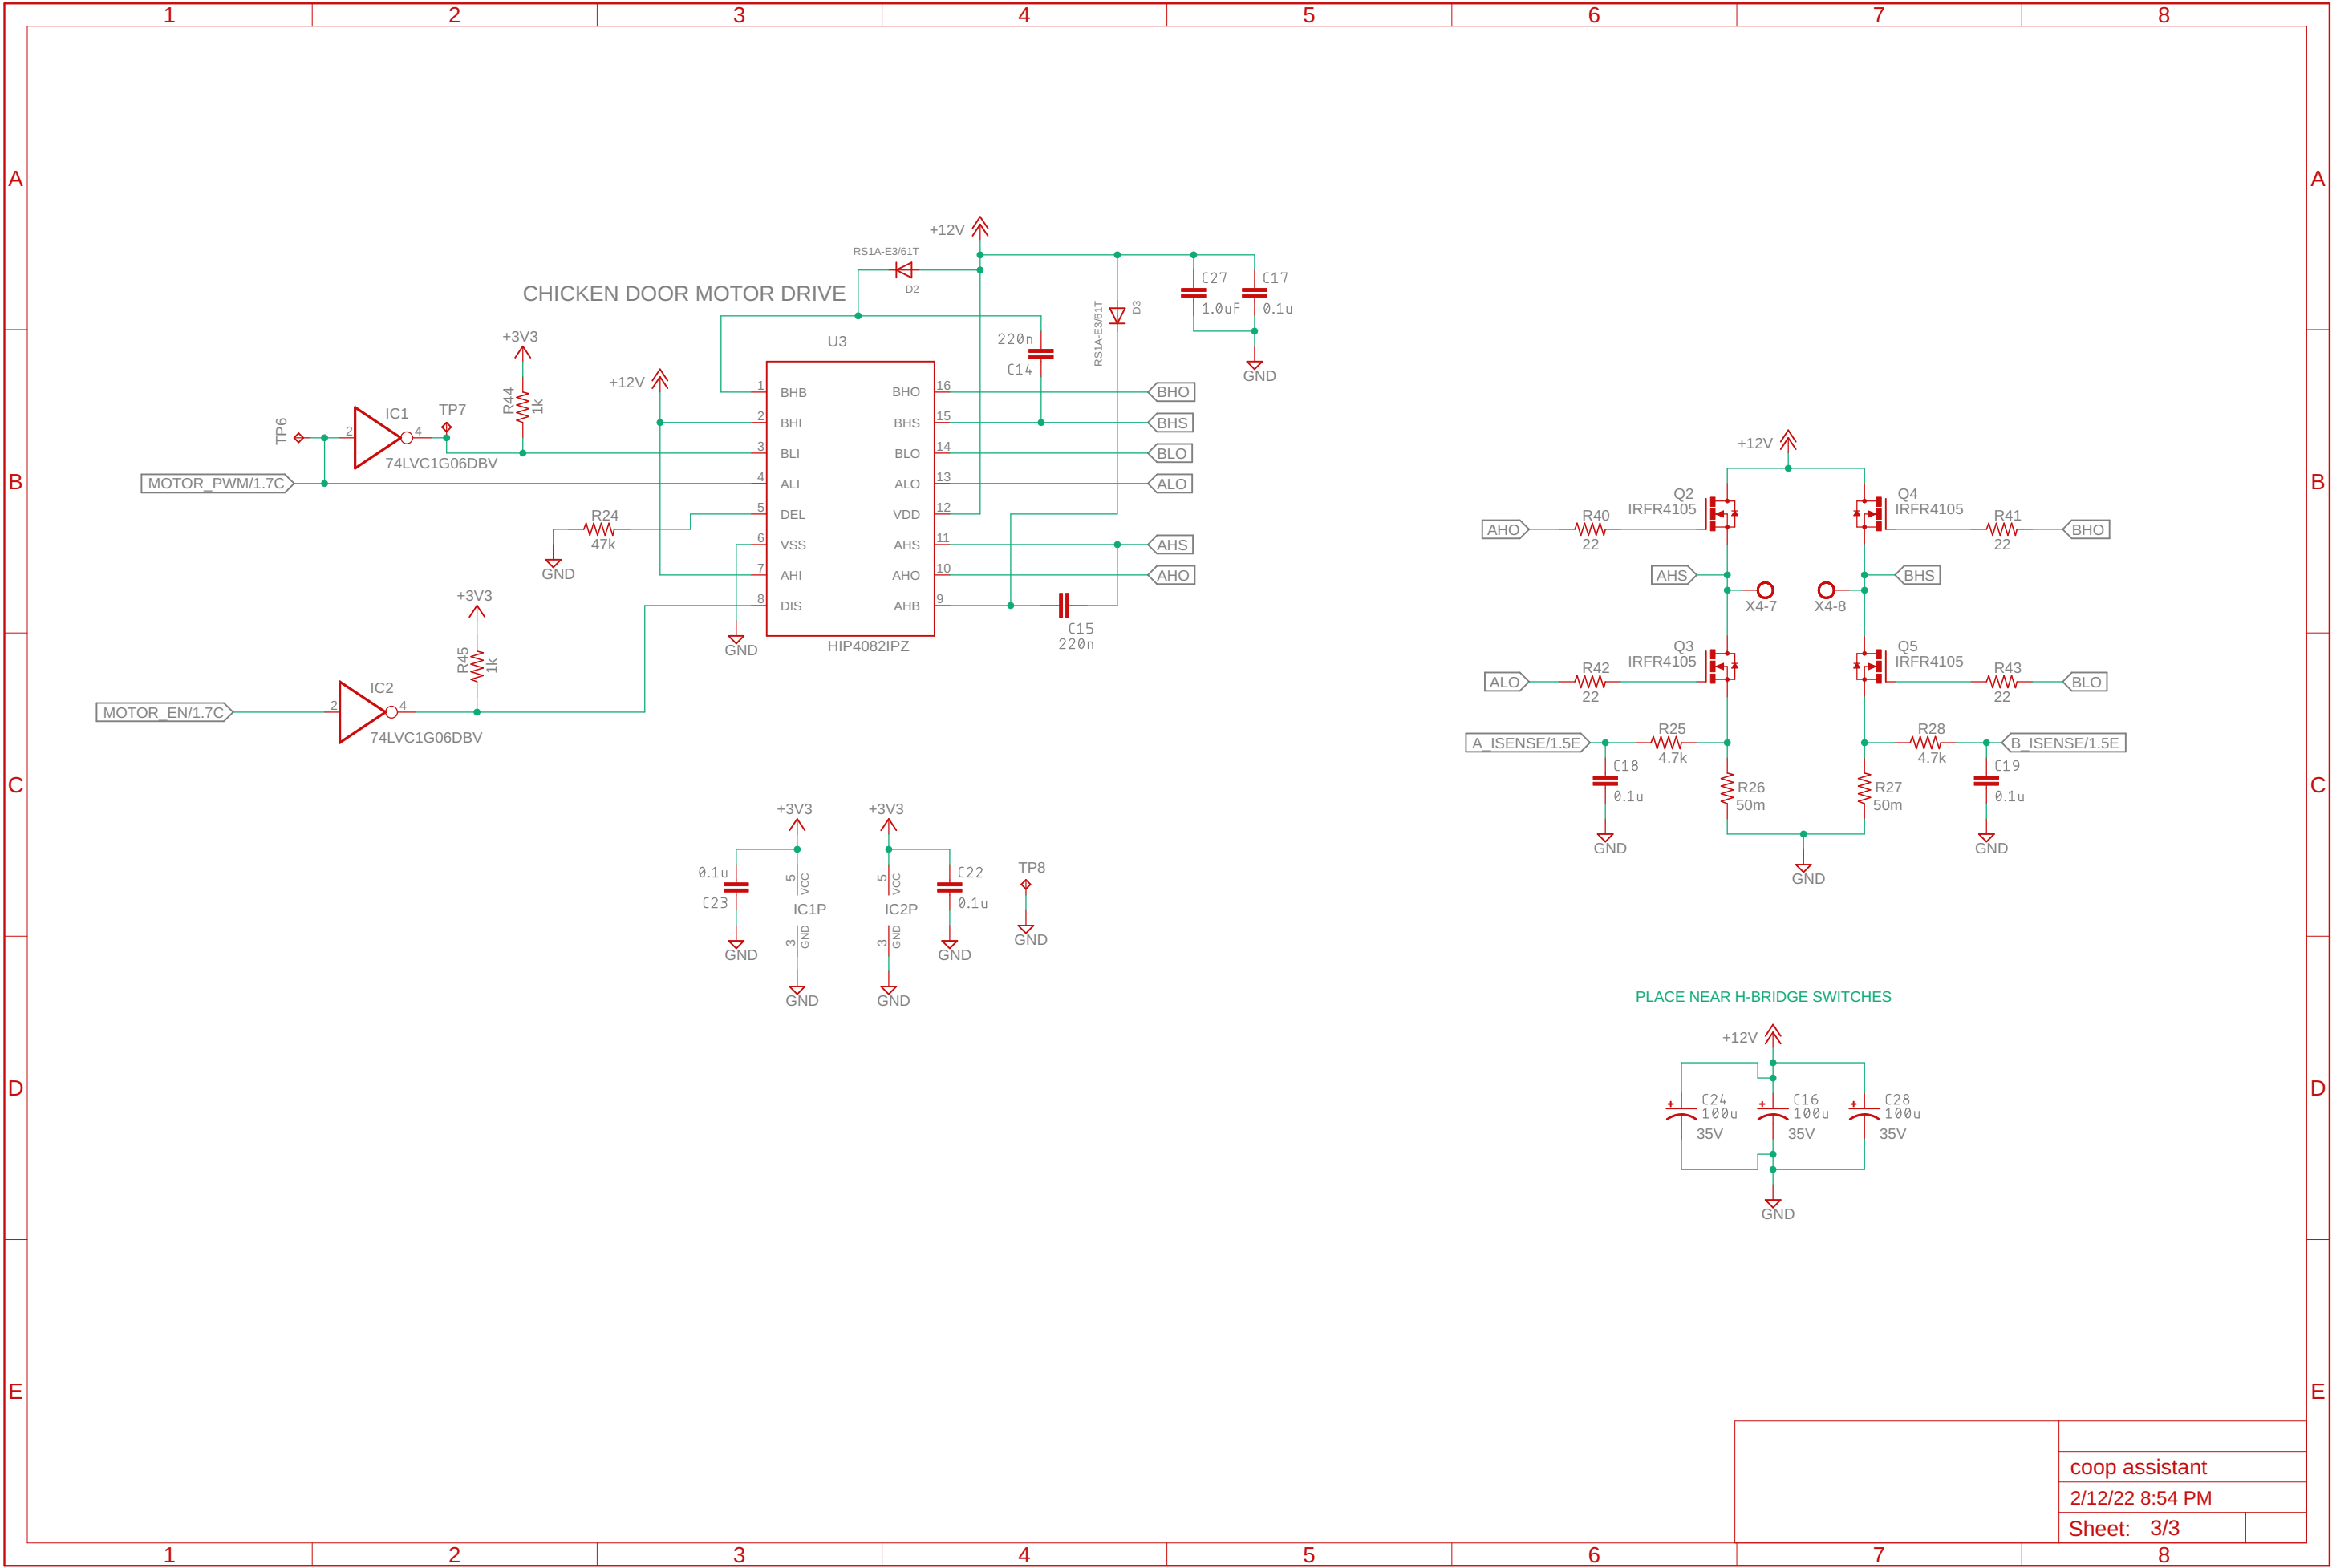 1 2 3 4 5 6 7 8
A
A
+12V
RS1A-E3/61T
D2
CHICKEN DOOR MOTOR DRIVE
C27
1.0uF
C17
0.1u
RS1A-E3/61T
D3
GND
+3V3
R44
1k
+12V
U3
220n
C14
1 BHB BHO 16 BHO
2 BHI BHS 15 BHS
3 BLI BLO 14 BLO
4 ALI ALO 13 ALO
5 DEL VDD 12
6 VSS AHS 11 AHS
7 AHI AHO 10 AHO
8 DIS AHB 9
HIP4082IPZ
C15
220n
GND
TP6
2
IC1
4
TP7
74LVC1G06DBV
B
MOTOR_PWM/1.7C
R24
47k
GND
+3V3
R45
1k
IC2
2
4
74LVC1G06DBV
MOTOR_EN/1.7C
+12V
B
Q2
IRFR4105
Q4
IRFR4105
AHO
R40
22
R41
22
BHO
AHS
BHS
X4-7
X4-8
Q3
IRFR4105
Q5
IRFR4105
ALO
R42
22
R43
22
BLO
A_ISENSE/1.5E
R25
4.7k
R28
4.7k
B_ISENSE/1.5E
C18
0.1u
R26
50m
R27
50m
C19
0.1u
GND
GND
GND
C
C
+3V3
+3V3
0.1u
C23
5
VCC
IC1P
3
GND
5
VCC
IC2P
3
GND
C22
0.1u
TP8
GND
GND
GND
GND
GND
PLACE NEAR H-BRIDGE SWITCHES
+12V
D
D
C24
100u
35V
C16
100u
35V
C28
100u
35V
GND
E
E
coop assistant
2/12/22 8:54 PM
Sheet: 3/3
1 2 3 4 5 6 7 8